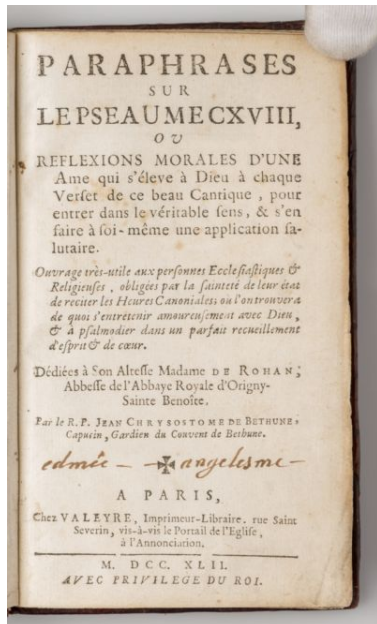 PARAPHRASES
SUR
LE PSEAUME CXVIII,
OU
REFLEXIONS MORALES D'UNE
Ame qui s'éleve à Dieu à chaque
Verset de ce beau Cantique, pour
entrer dans le véritable sens, & s'en
faire à soi-même une application sa-
lutaire.
Ouvrage très-utile aux personnes Ecclesiastiques &
Religieuses, obligées par la sainteté de leur état
de réciter les Heures Canoniales; où l'on trouvera
de quoi s'entretenir amoureusement avec Dieu,
& à psalmodier dans un parfait recueillement
d'esprit & de cœur.
Dédiées à Son Altesse Madame DE ROHAN,
Abbesse de l'Abbaye Royale d'Origny-
Sainte Benoîte.
Par le R. P. JEAN CHRYSOSTOME DE BETHUNE,
Capucin, Gardien du Convent de Bethune.
edmée — ✠ angelesme —
A PARIS,
Chez VALEYRE, Imprimeur-Libraire, rue Saint
Severin, vis-à-vis le Portail de l'Eglise,
à l'Annonciation.
M. DCC. XLII.
AVEC PRIVILEGE DU ROI.